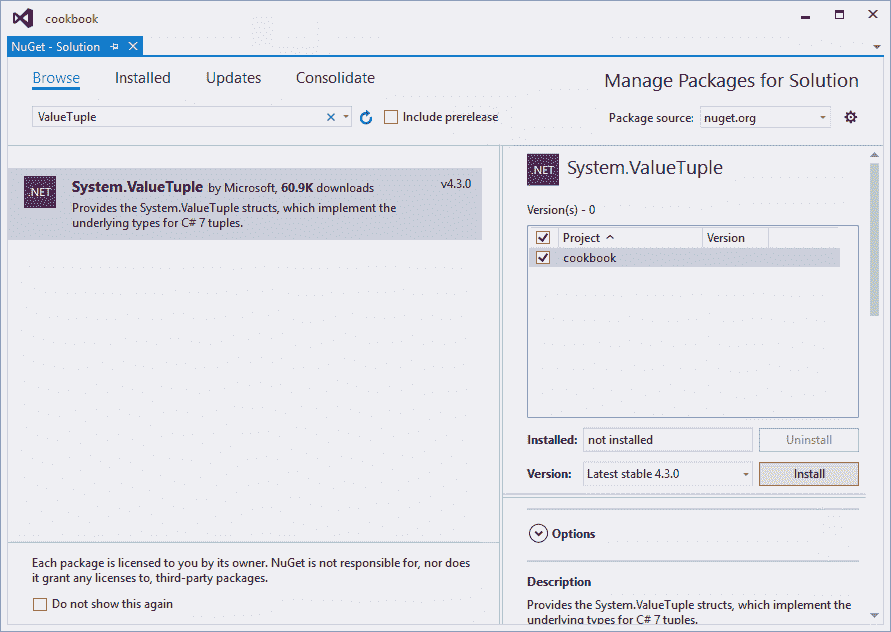 cookbook
NuGet - Solution
Browse Installed Updates Consolidate
Manage Packages for Solution
ValueTuple
Include prerelease
Package source: nuget.org
.NET
System.ValueTuple by Microsoft, 60.9K downloads
v4.3.0
Provides the System.ValueTuple structs, which implement the
underlying types for C# 7 tuples.
Each package is licensed to you by its owner. NuGet is not responsible for, nor does
it grant any licenses to, third-party packages.
Do not show this again
.NET
System.ValueTuple
Version(s) - 0
Project Version
cookbook
Installed: not installed Uninstall
Version: Latest stable 4.3.0 Install
Options
Description
Provides the System.ValueTuple structs, which implement the
underlying types for C# 7 tuples.